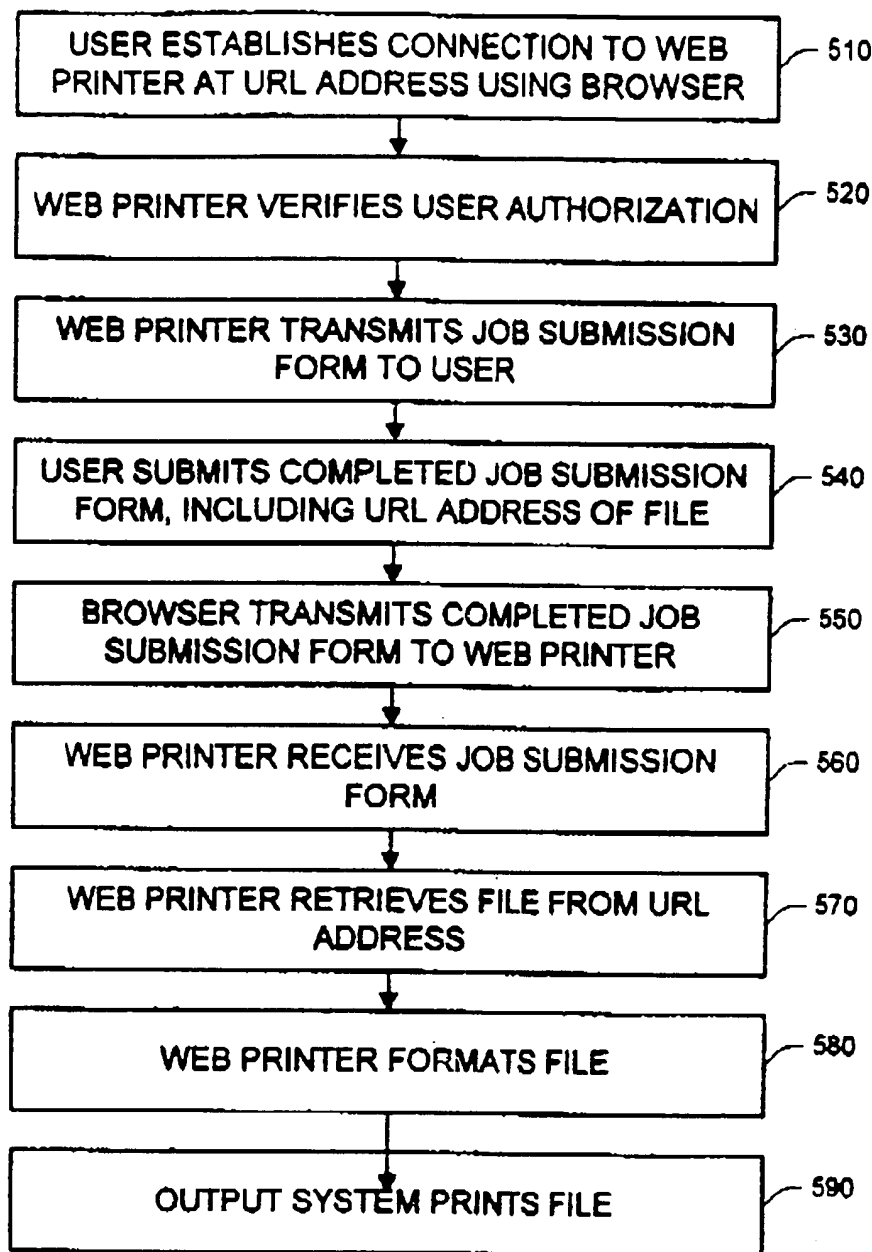 USER ESTABLISHES CONNECTION TO WEB
PRINTER AT URL ADDRESS USING BROWSER
510
WEB PRINTER VERIFIES USER AUTHORIZATION
520
WEB PRINTER TRANSMITS JOB SUBMISSION
FORM TO USER
530
USER SUBMITS COMPLETED JOB SUBMISSION
FORM, INCLUDING URL ADDRESS OF FILE
540
BROWSER TRANSMITS COMPLETED JOB
SUBMISSION FORM TO WEB PRINTER
550
WEB PRINTER RECEIVES JOB SUBMISSION
FORM
560
WEB PRINTER RETRIEVES FILE FROM URL
ADDRESS
570
WEB PRINTER FORMATS FILE
580
OUTPUT SYSTEM PRINTS FILE
590